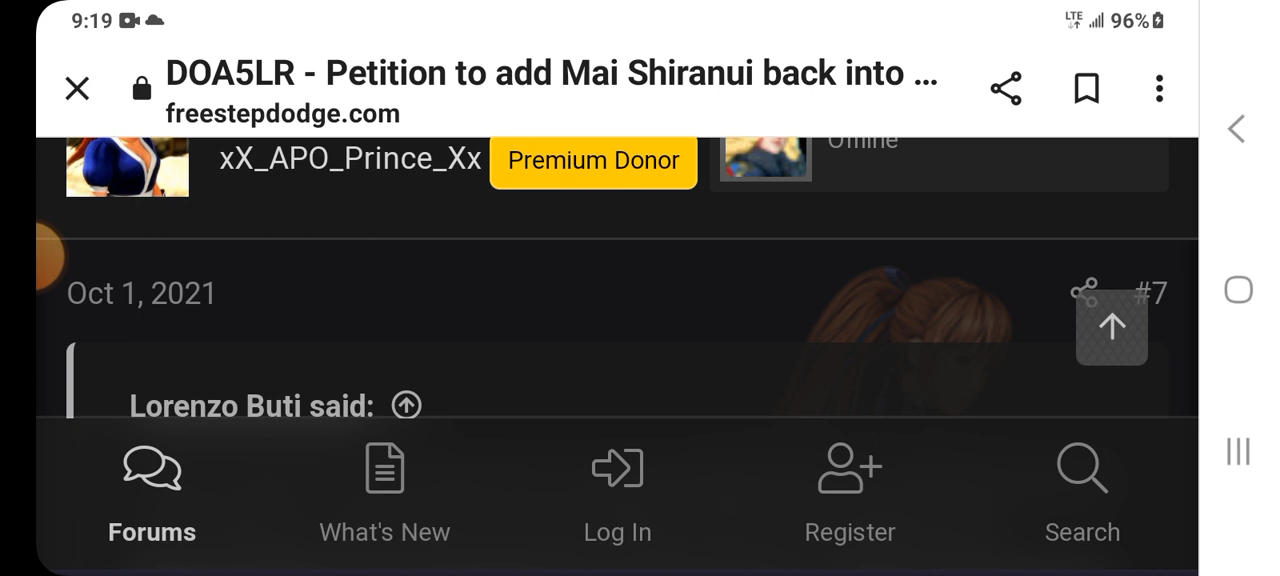 9:19
LTE 96%
DOA5LR - Petition to add Mai Shiranui back into ...
freestepdodge.com
xX_APO_Prince_Xx Premium Donor
Offline
Oct 1, 2021 #7
Lorenzo Buti said:
Forums What's New Log In Register Search